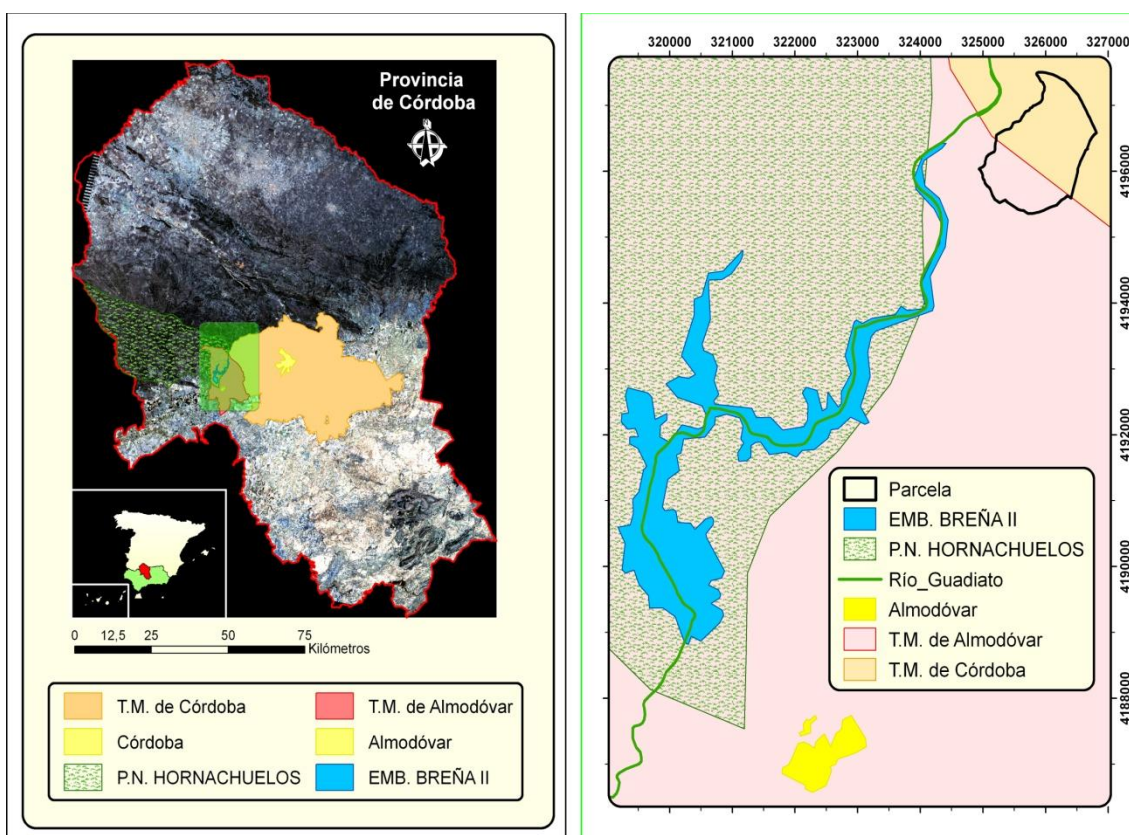 Provincia
de Córdoba
0 12,5 25 50 75
Kilómetros
T.M. de Córdoba
T.M. de Almodóvar
Córdoba
Almodóvar
P.N. HORNACHUELOS
EMB. BREÑA II
320000 321000 322000 323000 324000 325000 326000 327000
4196000
4194000
4192000
4190000
4188000
Parcela
EMB. BREÑA II
P.N. HORNACHUELOS
Río_Guadiato
Almodóvar
T.M. de Almodóvar
T.M. de Córdoba